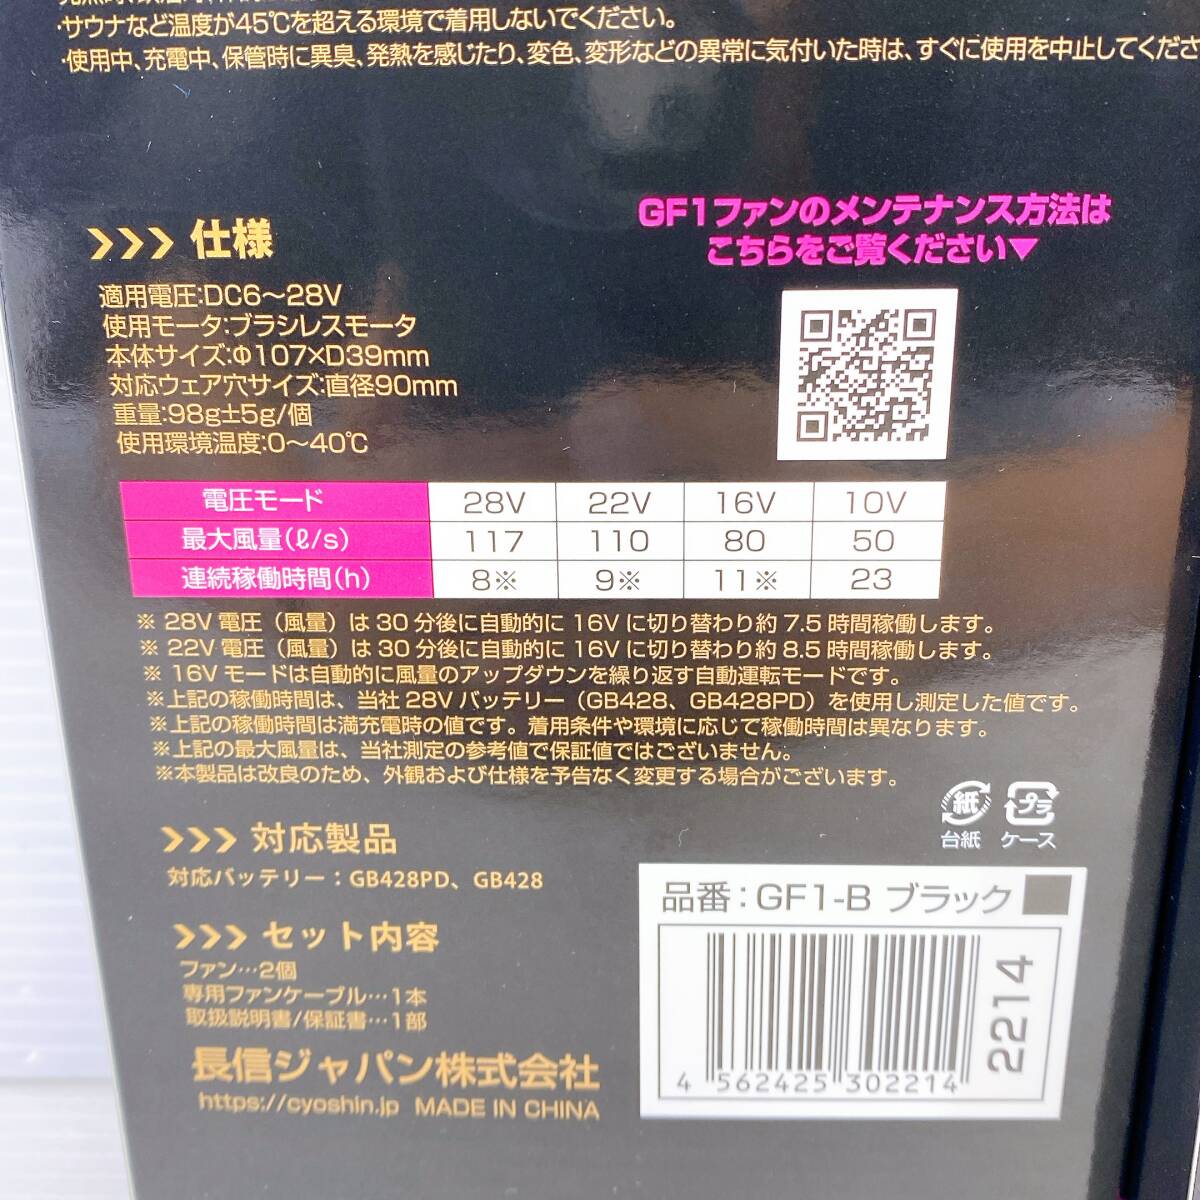 ・サウナなど温度が45℃を超える環境で着用しないでください。
・使用中、充電中、保管時に異臭、発熱を感じたり、変色、変形などの異常に気付いた時は、すぐに使用を中止してくださ
GF1ファンのメンテナンス方法は
こちらをご覧ください▼
>>> 仕様
適用電圧:DC6〜28V
使用モータ:ブラシレスモータ
本体サイズ:Φ107×D39mm
対応ウェア穴サイズ:直径90mm
重量:98g±5g/個
使用環境温度:0〜40℃
電圧モード 28V 22V 16V 10V
最大風量(ℓ/s) 117 110 80 50
連続稼働時間(h) 8※ 9※ 11※ 23
※ 28V 電圧（風量）は 30 分後に自動的に 16V に切り替わり約 7.5 時間稼働します。
※ 22V 電圧（風量）は 30 分後に自動的に 16V に切り替わり約 8.5 時間稼働します。
※ 16V モードは自動的に風量のアップダウンを繰り返す自動運転モードです。
※上記の稼働時間は、当社 28V バッテリー（GB428、GB428PD）を使用し測定した値です。
※上記の稼働時間は満充電時の値です。着用条件や環境に応じて稼働時間は異なります。
※上記の最大風量は、当社測定の参考値で保証値ではございません。
※本製品は改良のため、外観および仕様を予告なく変更する場合がございます。
紙 プラ
台紙 ケース
>>> 対応製品
対応バッテリー：GB428PD、GB428
>>> セット内容
ファン…2個
専用ファンケーブル…1本
取扱説明書/保証書…1部
長信ジャパン株式会社
https://cyoshin.jp MADE IN CHINA
品番：GF1-B ブラック
2214
4 562425 302214